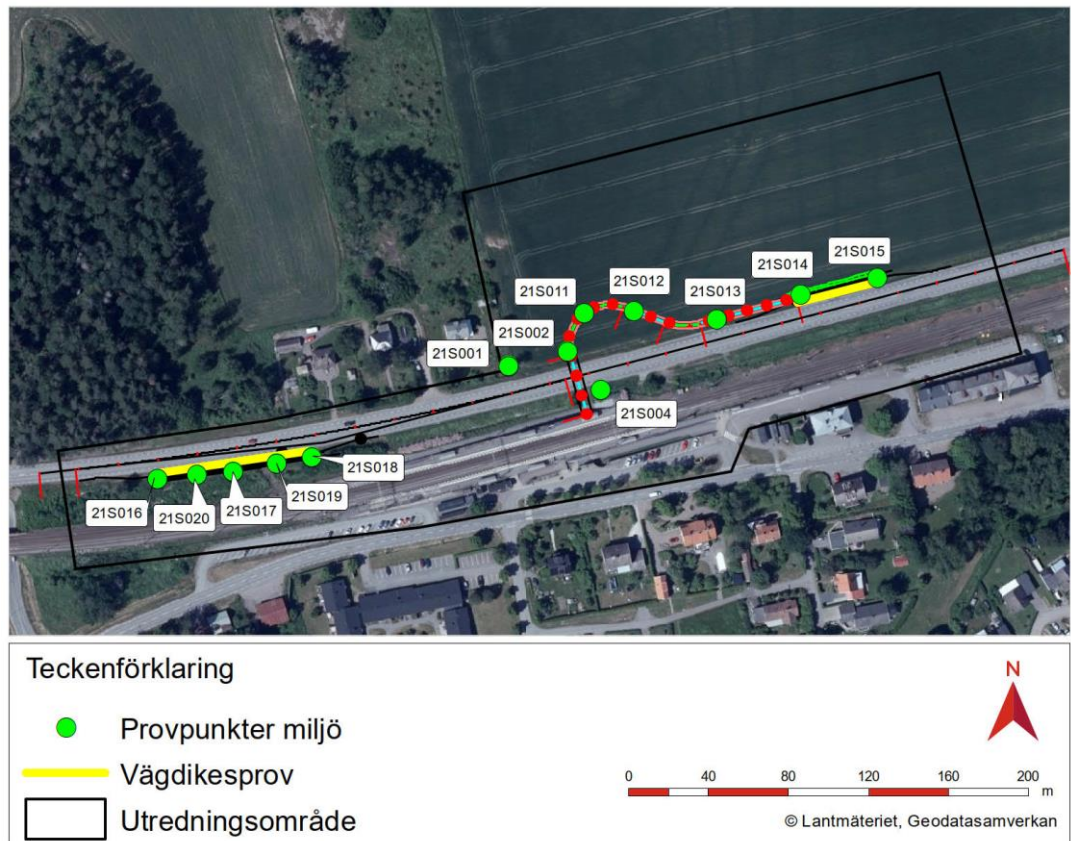 21S015
21S014
21S012
21S013
21S011
21S002
21S001
21S004
21S018
21S019
21S016
21S020
21S017
Teckenförklaring
Provpunkter miljö
Vägdikesprov
Utredningsområde
N
0 40 80 120 160 200
m
© Lantmäteriet, Geodatasamverkan